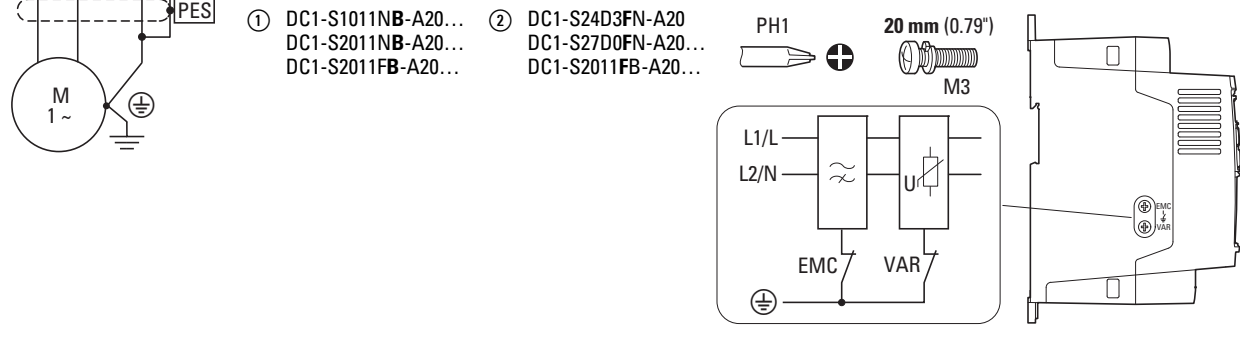 PES
M
1 ~
① DC1-S1011NB-A20…
DC1-S2011NB-A20…
DC1-S2011FB-A20…
② DC1-S24D3FN-A20
DC1-S27D0FN-A20…
DC1-S2011FB-A20…
PH1
20 mm (0.79")
M3
L1/L
L2/N
U
EMC
VAR
EMC
VAR